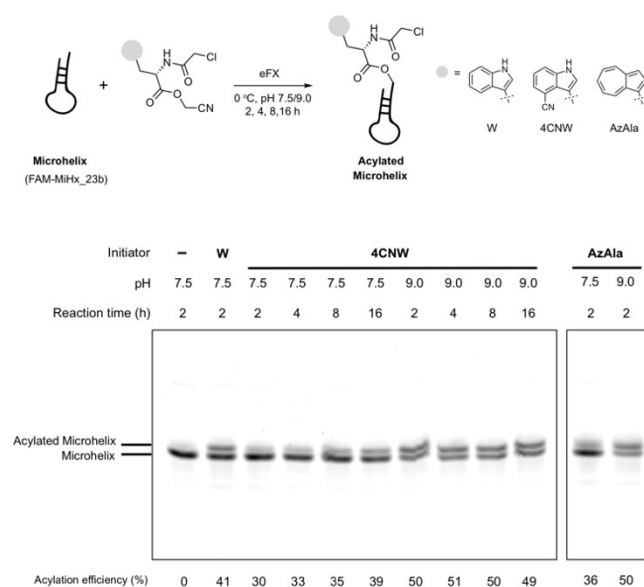 Cl
N
H
O
O
O
CN
Microhelix
(FAM-MiHx_23b)
+
eFX
0 °C, pH 7.5/9.0
2, 4, 8,16 h
Cl
N
H
O
O
O
Acylated
Microhelix
=
H
N
W
H
N
CN
4CNW
AzAla
Initiator – W 4CNW AzAla
pH 7.5 7.5 7.5 7.5 7.5 7.5 9.0 9.0 9.0 9.0 7.5 9.0
Reaction time (h) 2 2 2 4 8 16 2 4 8 16 2 2
Acylated Microhelix
Microhelix
Acylation efficiency (%) 0 41 30 33 35 39 50 51 50 49 36 50